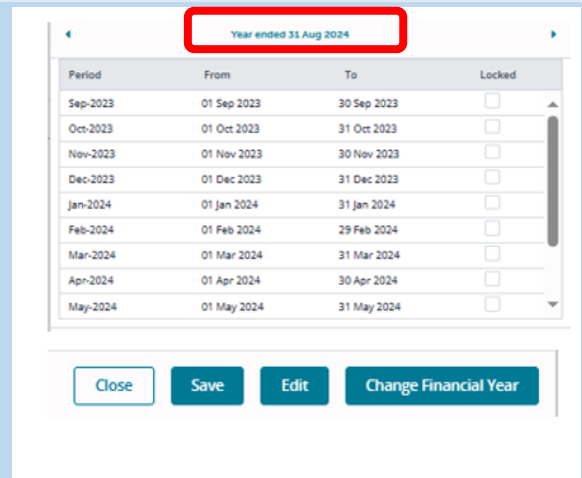 Year ended 31 Aug 2024
Period From To Locked
Sep-2023 01 Sep 2023 30 Sep 2023
Oct-2023 01 Oct 2023 31 Oct 2023
Nov-2023 01 Nov 2023 30 Nov 2023
Dec-2023 01 Dec 2023 31 Dec 2023
Jan-2024 01 Jan 2024 31 Jan 2024
Feb-2024 01 Feb 2024 29 Feb 2024
Mar-2024 01 Mar 2024 31 Mar 2024
Apr-2024 01 Apr 2024 30 Apr 2024
May-2024 01 May 2024 31 May 2024
Close Save Edit Change Financial Year